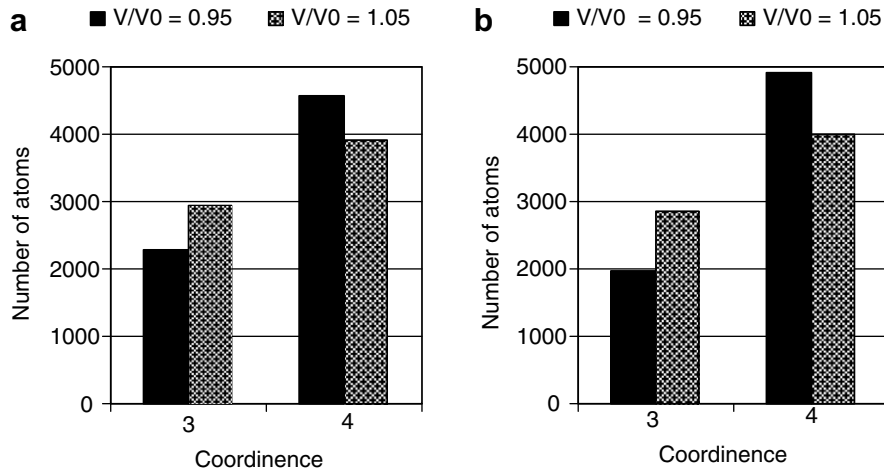 a
V/V0 = 0.95 V/V0 = 1.05
5000
4000
3000
2000
1000
0
Number of atoms
3 4
Coordinence
b
V/V0 = 0.95 V/V0 = 1.05
5000
4000
3000
2000
1000
0
Number of atoms
3 4
Coordinence